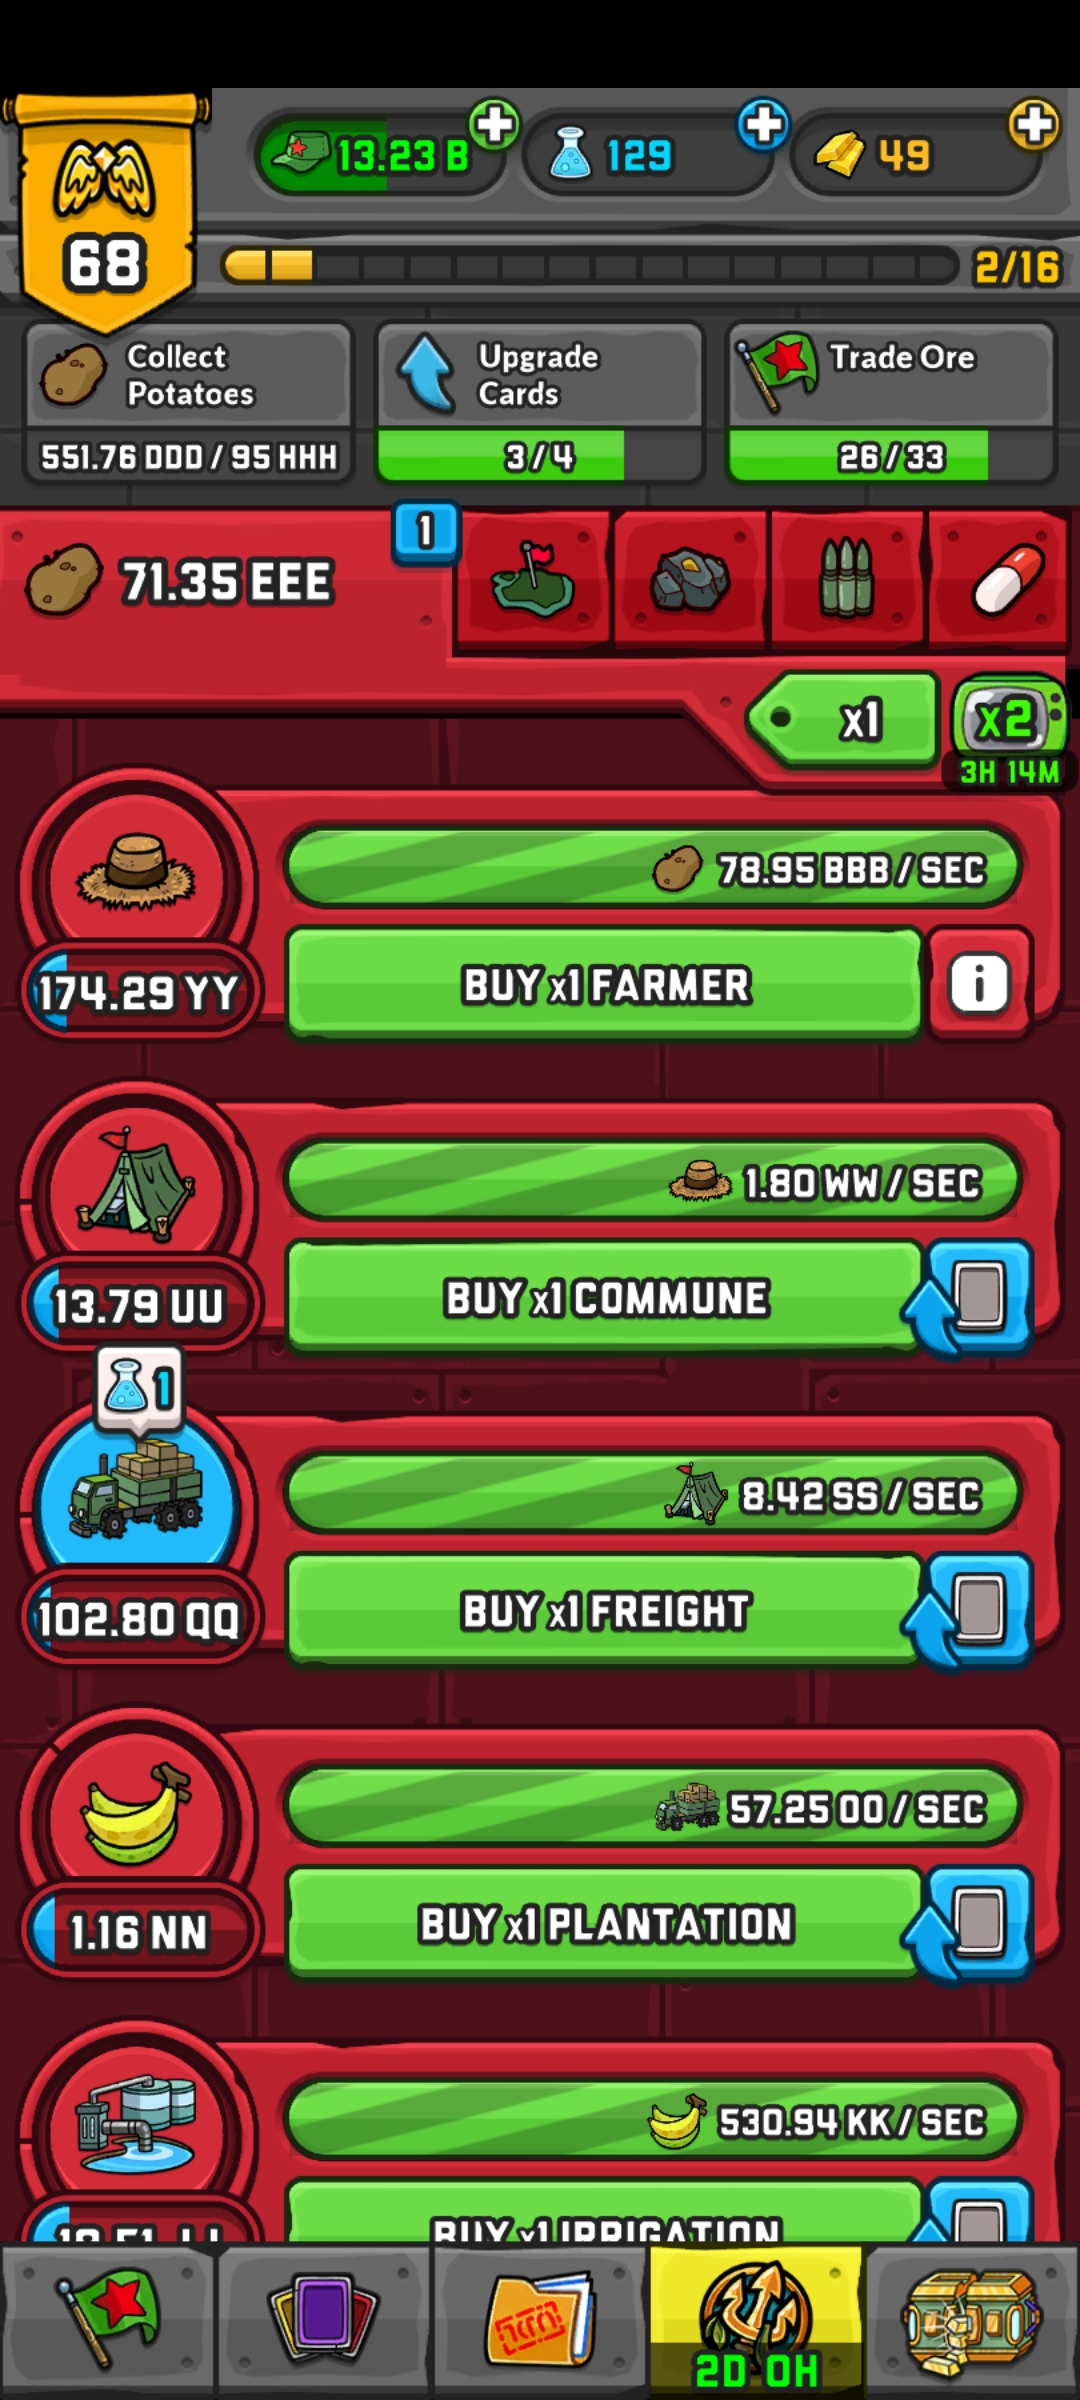 13.23 B
129
49
68
2/16
Collect
Potatoes
551.76 DDD / 95 HHH
Upgrade
Cards
3/4
Trade Ore
26/33
71.35 EEE
1
x1
x2
3H 14M
78.95 BBB / SEC
174.29 YY
BUY x1 FARMER
i
1.80 WW / SEC
13.79 UU
BUY x1 COMMUNE
1
8.42 SS / SEC
102.80 QQ
BUY x1 FREIGHT
57.25 OO / SEC
1.16 NN
BUY x1 PLANTATION
530.94 KK / SEC
BUY x1 IRRIGATION
2D 0H